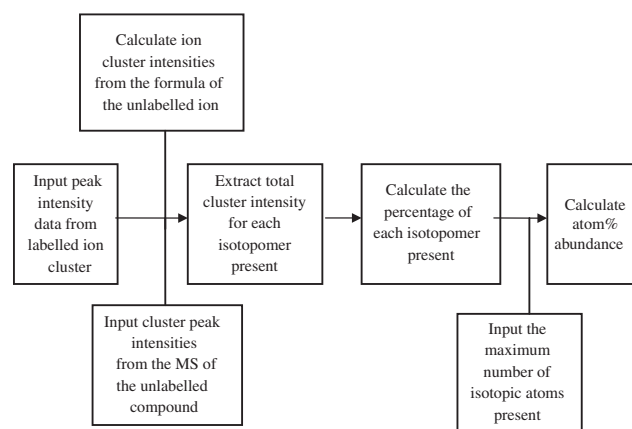 Calculate ion
cluster intensities
from the formula of
the unlabelled ion
Input peak
intensity
data from
labelled ion
cluster
Extract total
cluster intensity
for each
isotopomer
present
Calculate the
percentage of
each isotopomer
present
Calculate
atom%
abundance
Input cluster peak
intensities
from the MS of
the unlabelled
compound
Input the
maximum
number of
isotopic atoms
present